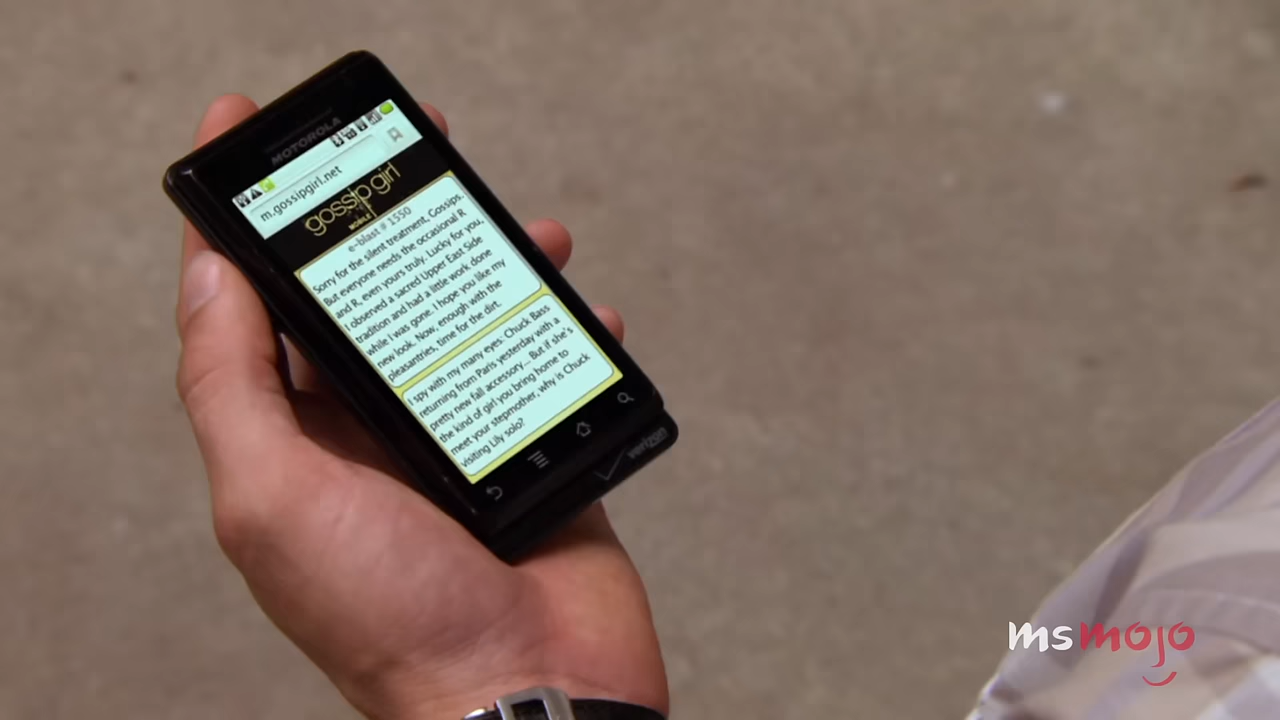 MOTOROLA
m.gossipgirl.net
gossip girl
MOBILE
e-blast # 1550
Sorry for the silent treatment, Gossips.
But everyone needs the occasional R
and R, even yours truly. Lucky for you,
I observed a sacred Upper East Side
tradition and had a little work done
while I was gone. I hope you like my
new look. Now, enough with the
pleasantries, time for the dirt.
I spy with my many eyes: Chuck Bass
returning from Paris yesterday with a
pretty new fall accessory... But if she's
the kind of girl you bring home to
meet your stepmother, why is Chuck
visiting Lily solo?
verizon
msmojo